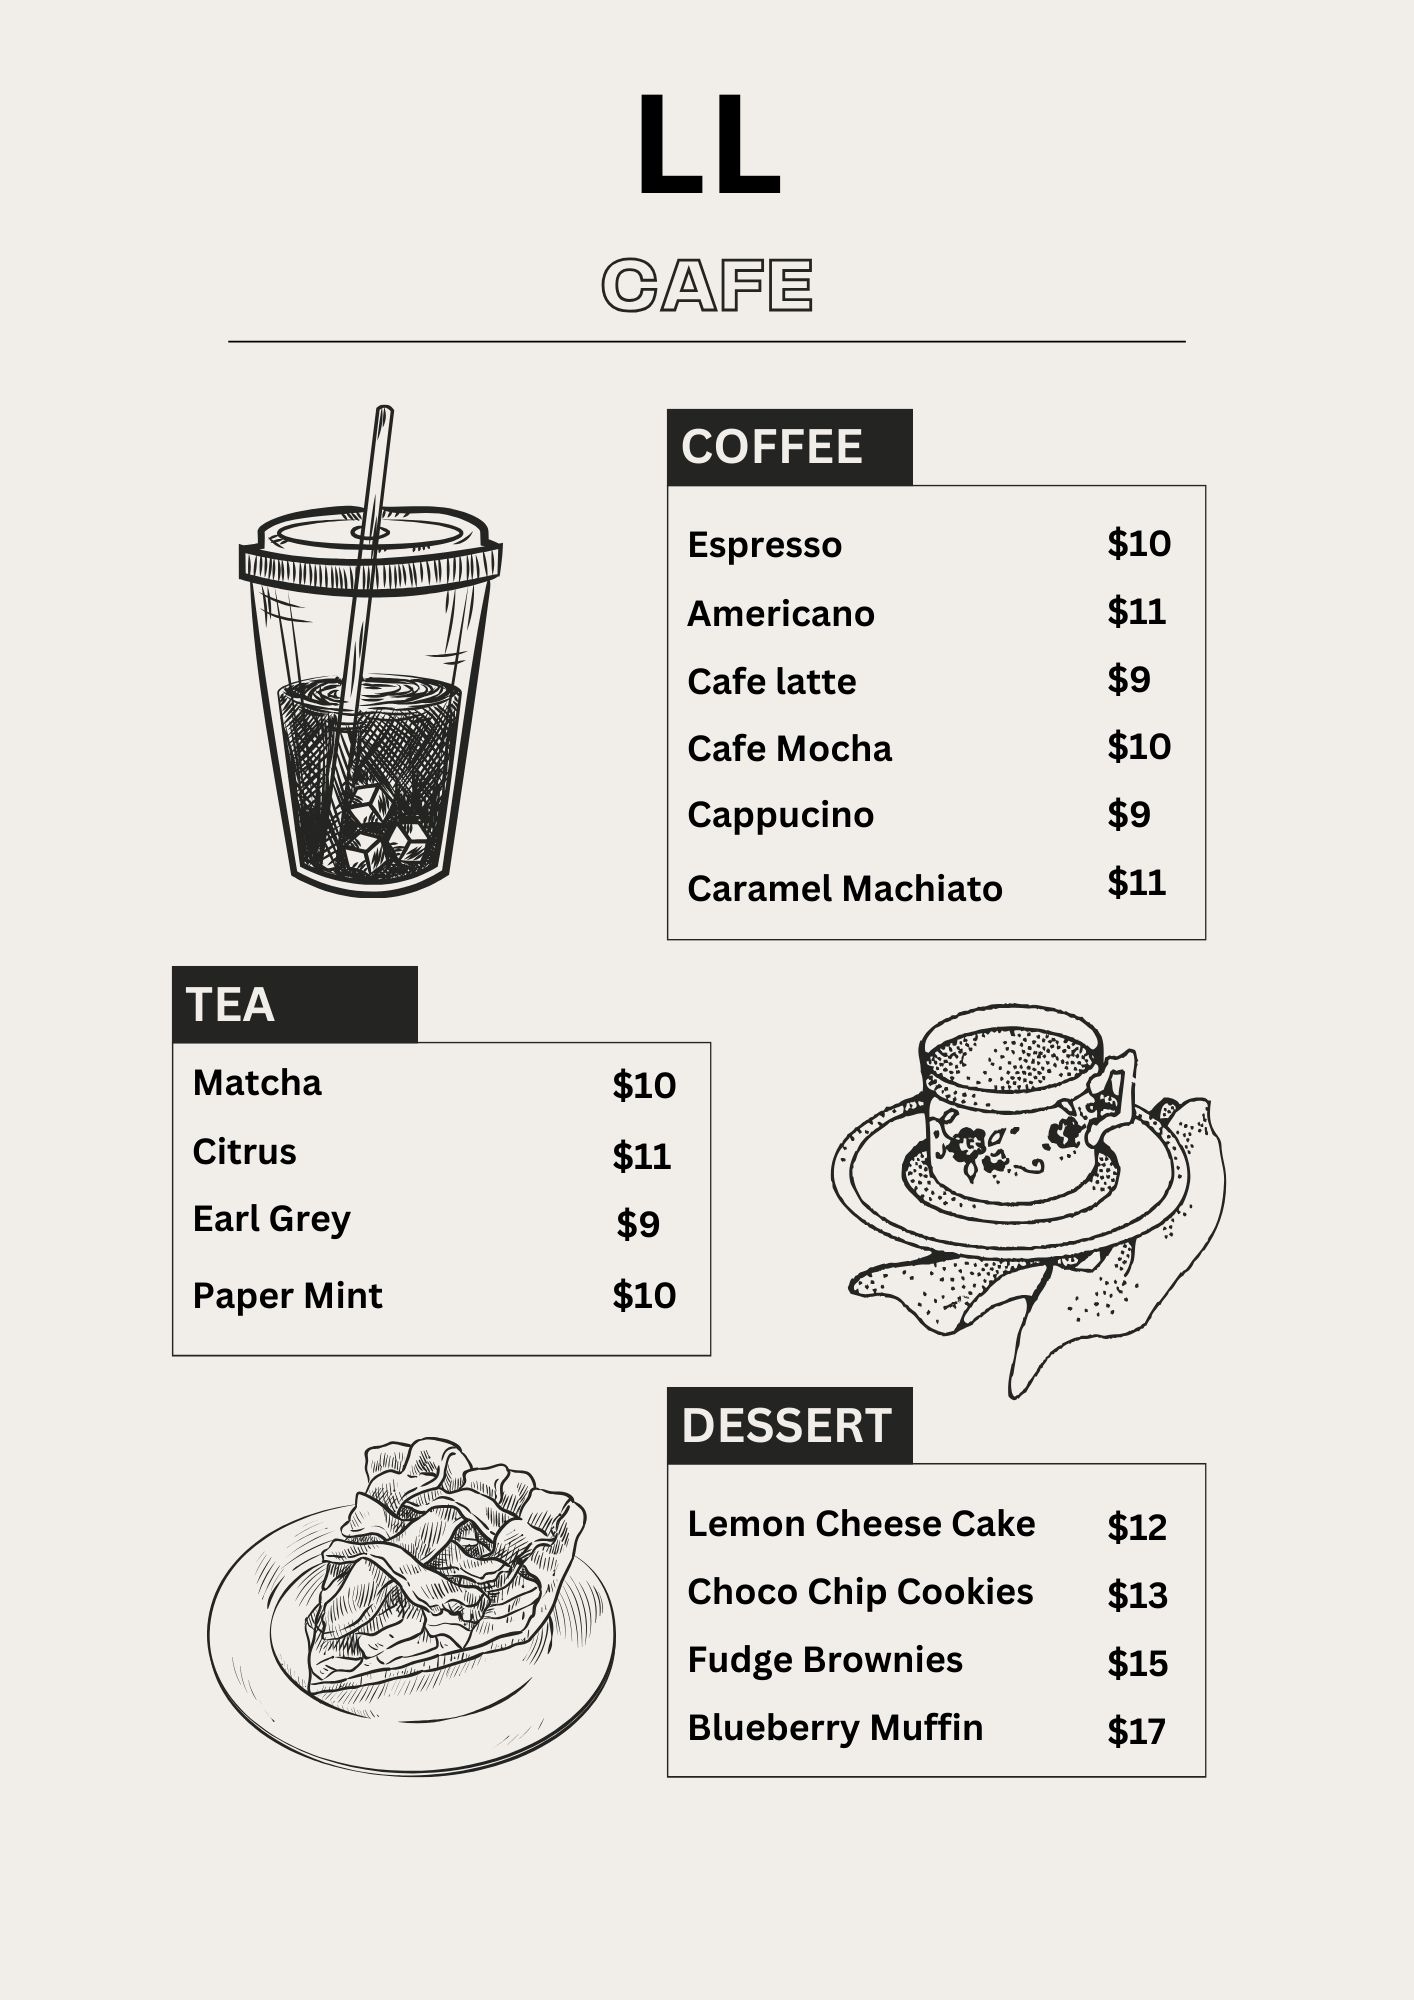 LL
CAFE
COFFEE
Espresso $10
Americano $11
Cafe latte $9
Cafe Mocha $10
Cappucino $9
Caramel Machiato $11
TEA
Matcha $10
Citrus $11
Earl Grey $9
Paper Mint $10
DESSERT
Lemon Cheese Cake $12
Choco Chip Cookies $13
Fudge Brownies $15
Blueberry Muffin $17